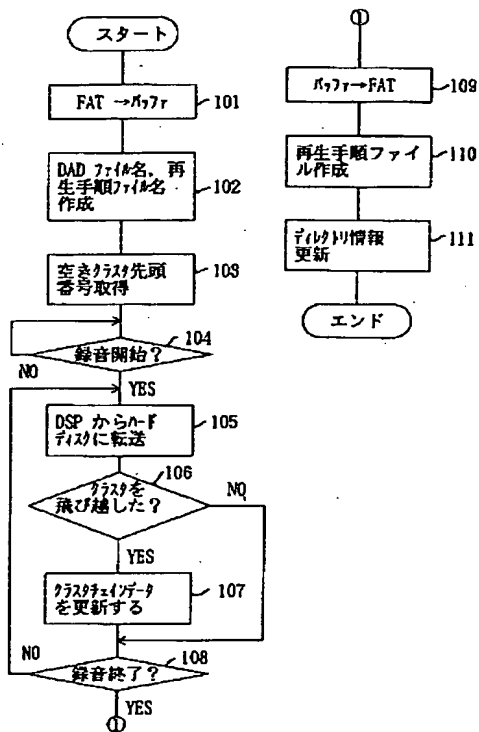 スタート
FAT →バッファ
101
DAD ファイル名, 再
生手順ファイル名
作成
102
空きクラスタ先頭
番号取得
103
録音開始?
104
NO
YES
DSP からハード
ディスクに転送
105
クラスタを
飛び越した?
106
NO
YES
クラスタチェインデータ
を更新する
107
録音終了?
108
NO
YES
①
①
バッファ→FAT
109
再生手順ファイ
ル作成
110
ディレクトリ情報
更新
111
エンド